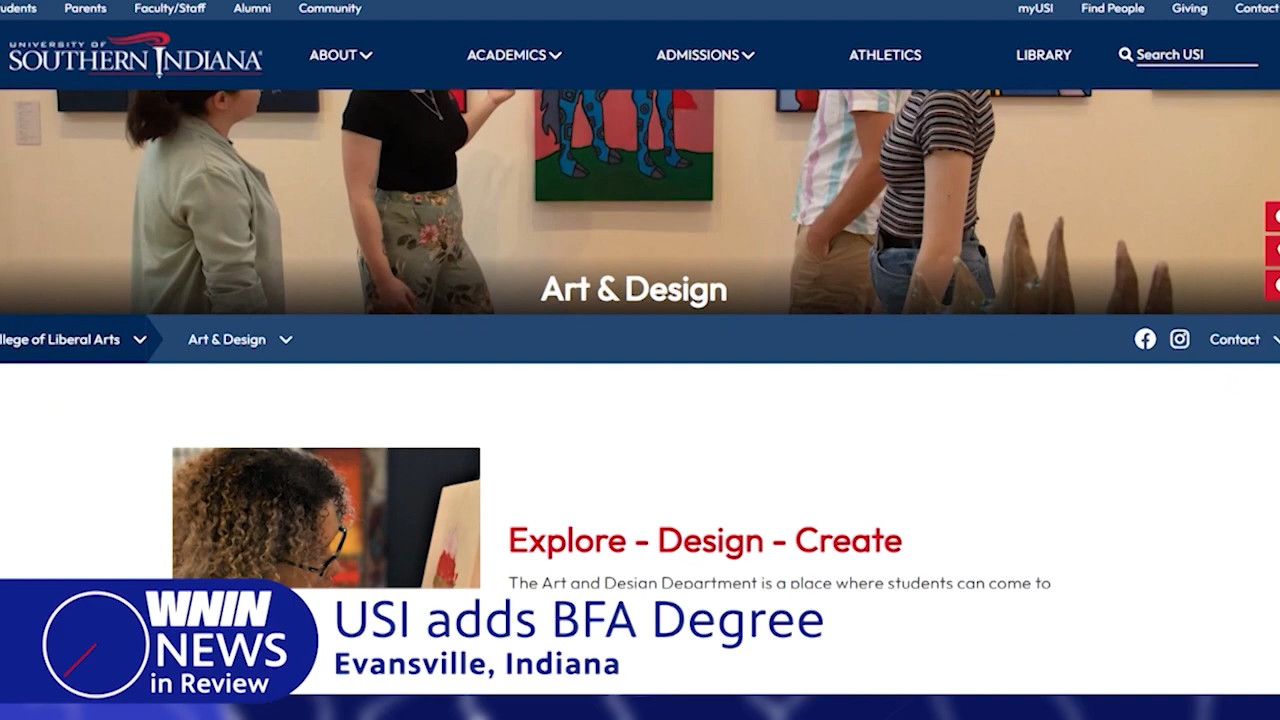 udents Parents Faculty/Staff Alumni Community myUSI Find People Giving Contact
UNIVERSITY OF
SOUTHERN INDIANA
ABOUT ACADEMICS ADMISSIONS ATHLETICS LIBRARY Search USI
Art & Design
llege of Liberal Arts Art & Design Contact
Explore - Design - Create
The Art and Design Department is a place where students can come to
WNIN
NEWS
in Review
USI adds BFA Degree
Evansville, Indiana